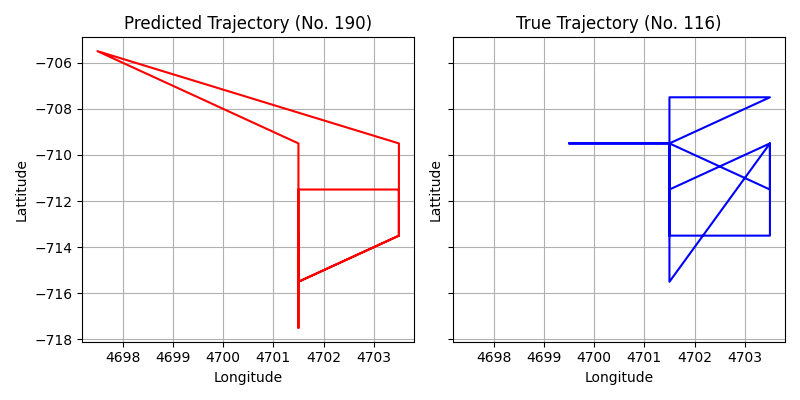 Predicted Trajectory (No. 190)
True Trajectory (No. 116)
−706
−708
−710
−712
−714
−716
−718
Lattitude
Lattitude
4698 4699 4700 4701 4702 4703
4698 4699 4700 4701 4702 4703
Longitude
Longitude